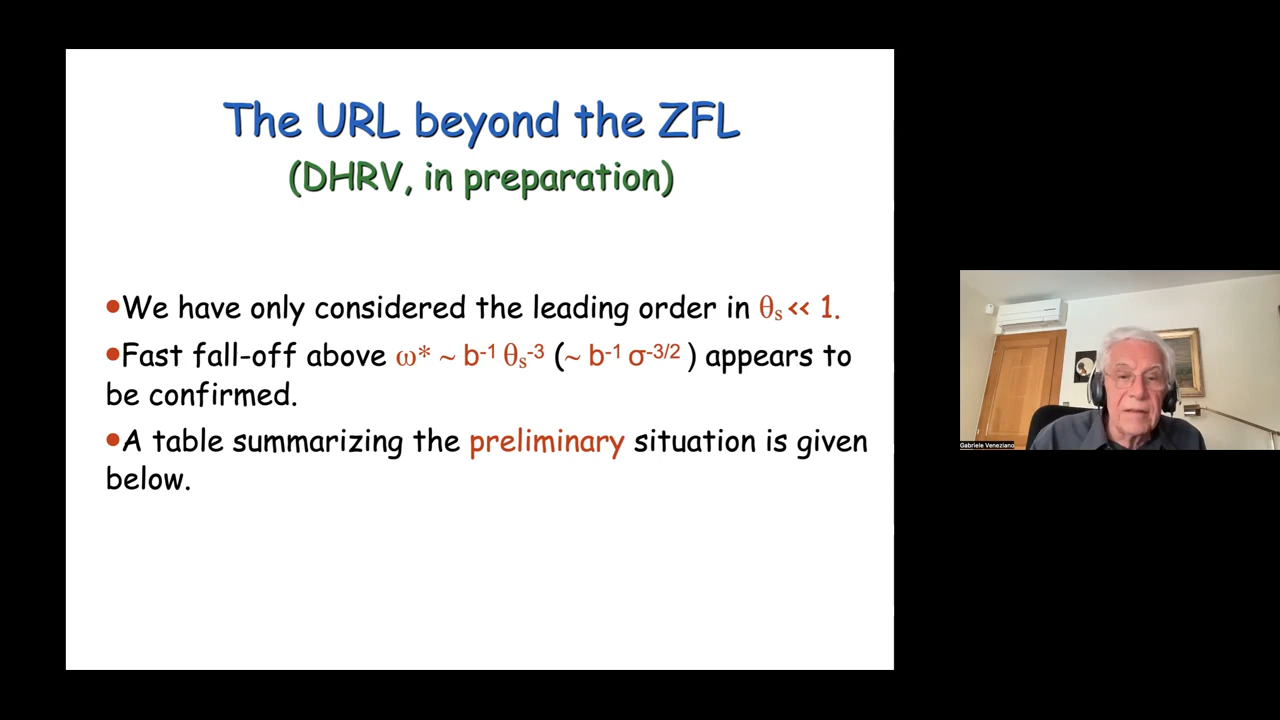 The URL beyond the ZFL
(DHRV, in preparation)
•We have only considered the leading order in θₛ << 1.
•Fast fall-off above ω* ~ b⁻¹ θₛ⁻³ (~ b⁻¹ σ⁻³/² ) appears to
be confirmed.
•A table summarizing the preliminary situation is given
below.
Gabriele Veneziano